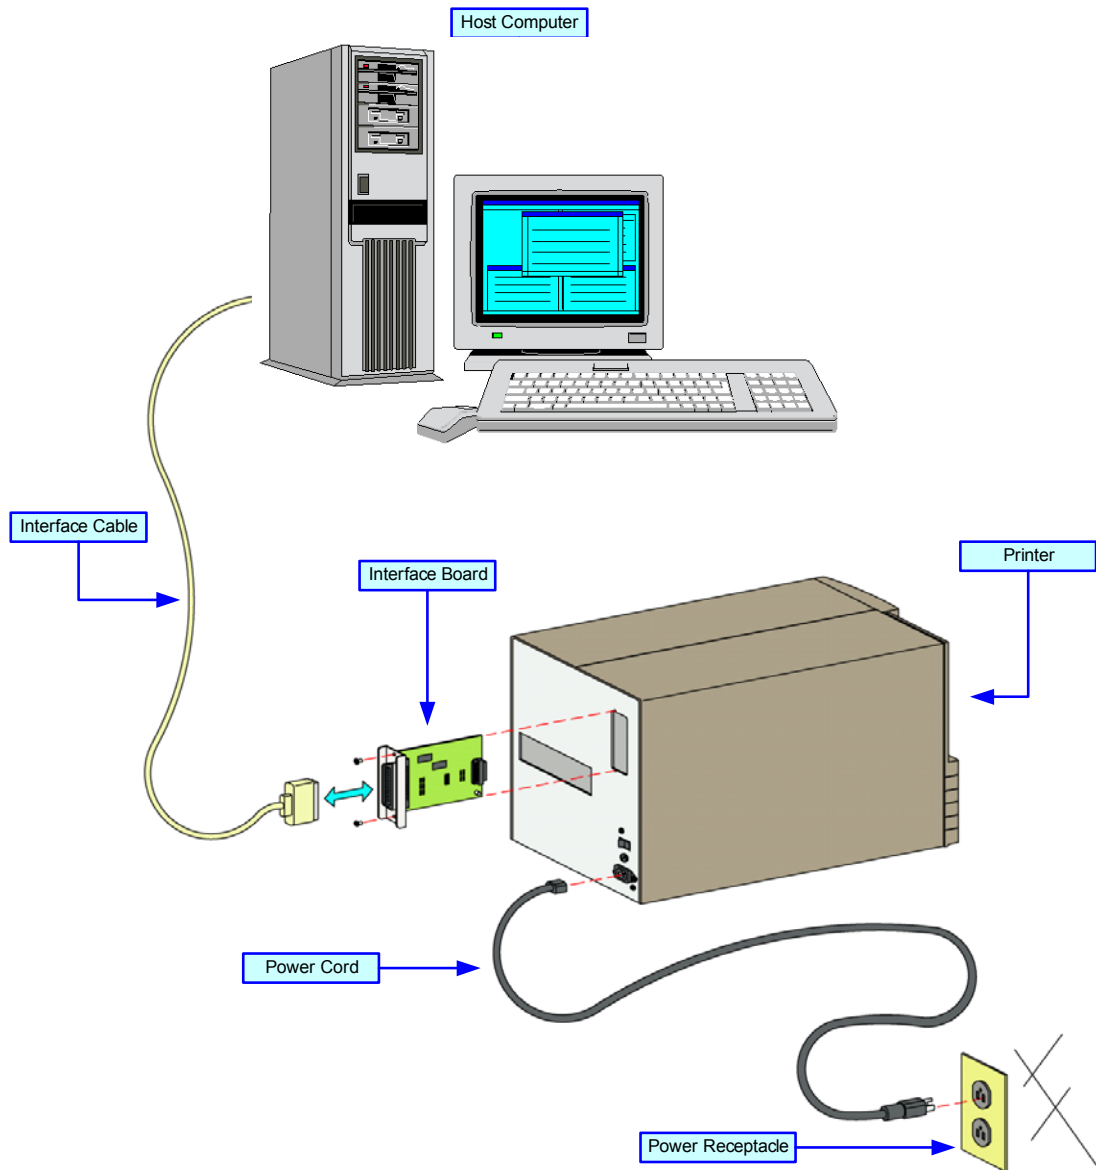 Host Computer
Interface Cable
Interface Board
Printer
Power Cord
Power Receptacle